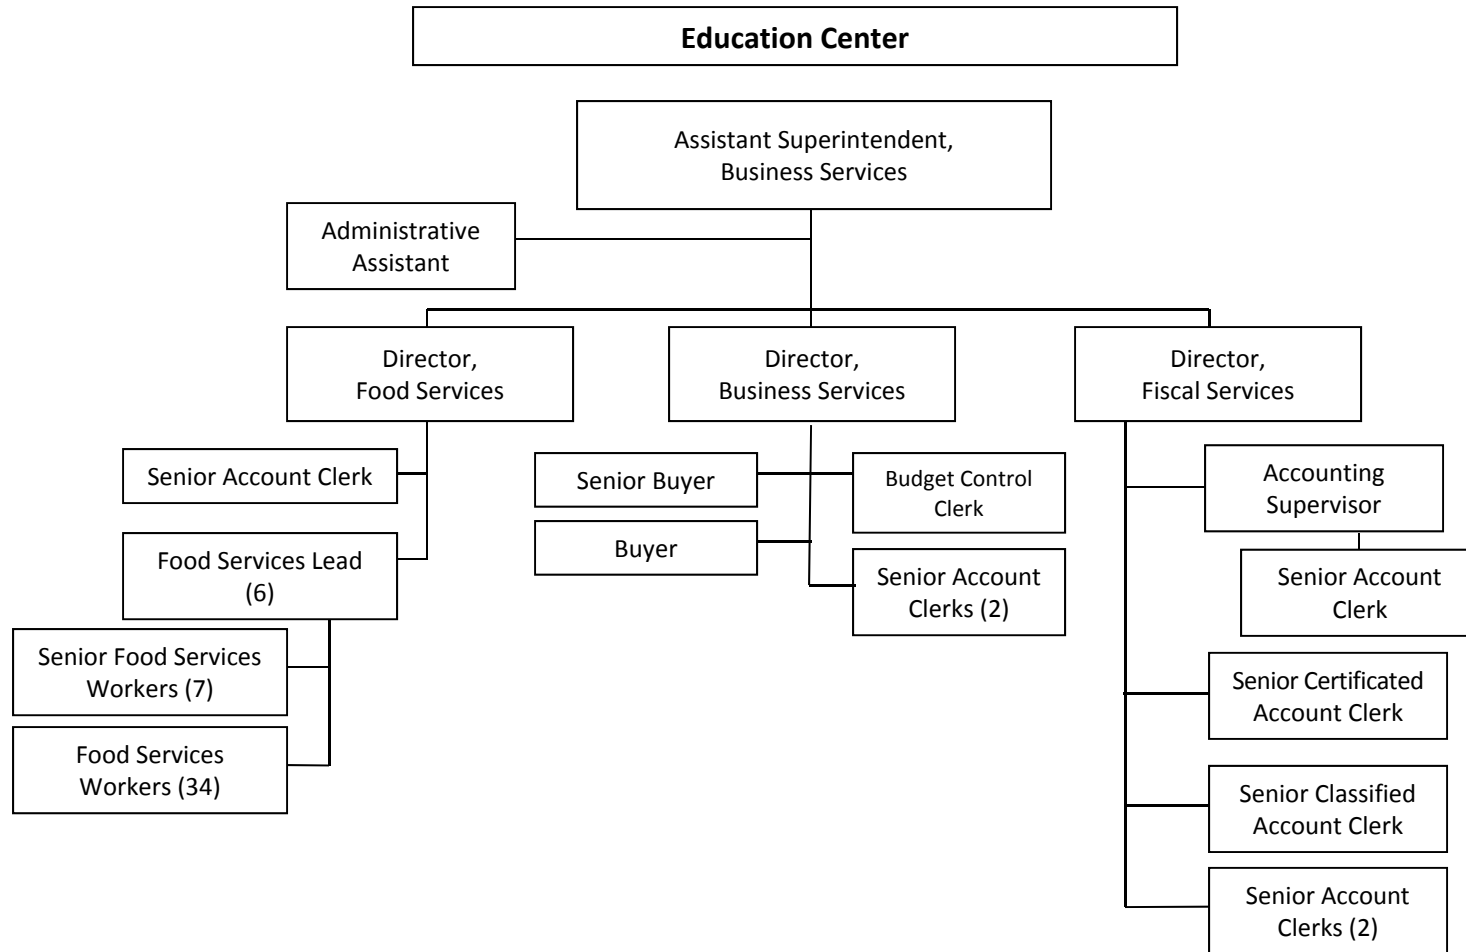 Education Center
Assistant Superintendent,
Business Services
Administrative
Assistant
Director,
Food Services
Director,
Business Services
Director,
Fiscal Services
Senior Account Clerk
Food Services Lead
(6)
Senior Food Services
Workers (7)
Food Services
Workers (34)
Senior Buyer
Buyer
Budget Control
Clerk
Senior Account
Clerks (2)
Accounting
Supervisor
Senior Account
Clerk
Senior Certificated
Account Clerk
Senior Classified
Account Clerk
Senior Account
Clerks (2)